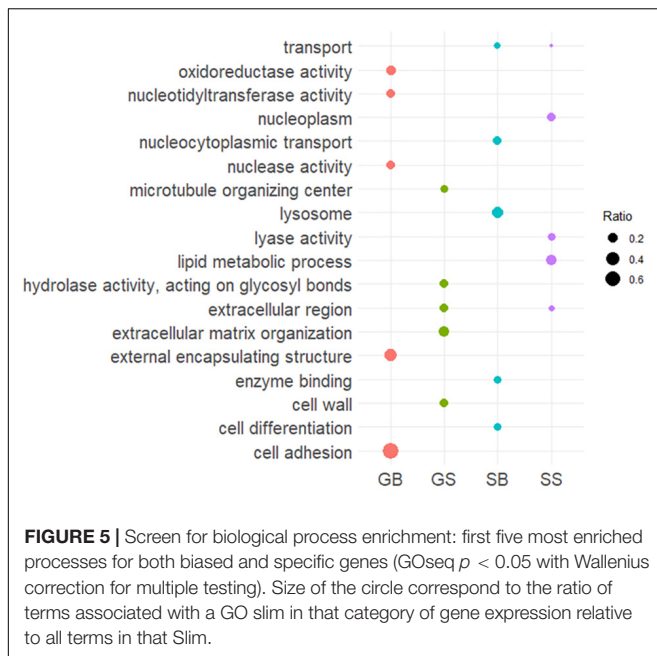 transport
oxidoreductase activity
nucleotidyltransferase activity
nucleoplasm
nucleocytoplasmic transport
nuclease activity
microtubule organizing center
lysosome
lyase activity
lipid metabolic process
hydrolase activity, acting on glycosyl bonds
extracellular region
extracellular matrix organization
external encapsulating structure
enzyme binding
cell wall
cell differentiation
cell adhesion
GB GS SB SS
Ratio
0.2
0.4
0.6
FIGURE 5 | Screen for biological process enrichment: first five most enriched
processes for both biased and specific genes (GOseq p < 0.05 with Wallenius
correction for multiple testing). Size of the circle correspond to the ratio of
terms associated with a GO slim in that category of gene expression relative
to all terms in that Slim.